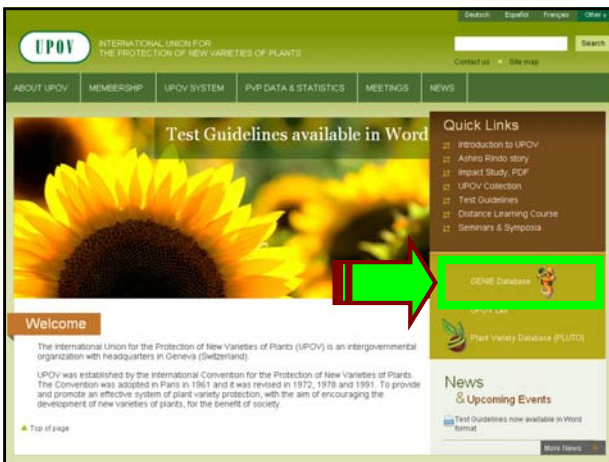 Deutsch Español Français Other
UPOV
INTERNATIONAL UNION FOR
THE PROTECTION OF NEW VARIETIES OF PLANTS
Search
Contact us Site map
ABOUT UPOV MEMBERSHIP UPOV SYSTEM PVP DATA & STATISTICS MEETINGS NEWS
Test Guidelines available in Word
Quick Links
Introduction to UPOV
Ashiro Rindo story
Impact Study, PDF
UPOV Collection
Test Guidelines
Distance Learning Course
Seminars & Symposia
GENIE Database
UPOV Lex
Plant Variety Database (PLUTO)
Welcome
The International Union for the Protection of New Varieties of Plants (UPOV) is an intergovernmental
organization with headquarters in Geneva (Switzerland).
UPOV was established by the International Convention for the Protection of New Varieties of Plants.
The Convention was adopted in Paris in 1961 and it was revised in 1972, 1978 and 1991. To provide
and promote an effective system of plant variety protection, with the aim of encouraging the
development of new varieties of plants, for the benefit of society.
Top of page
News
& Upcoming Events
Test Guidelines now available in Word
format
More News